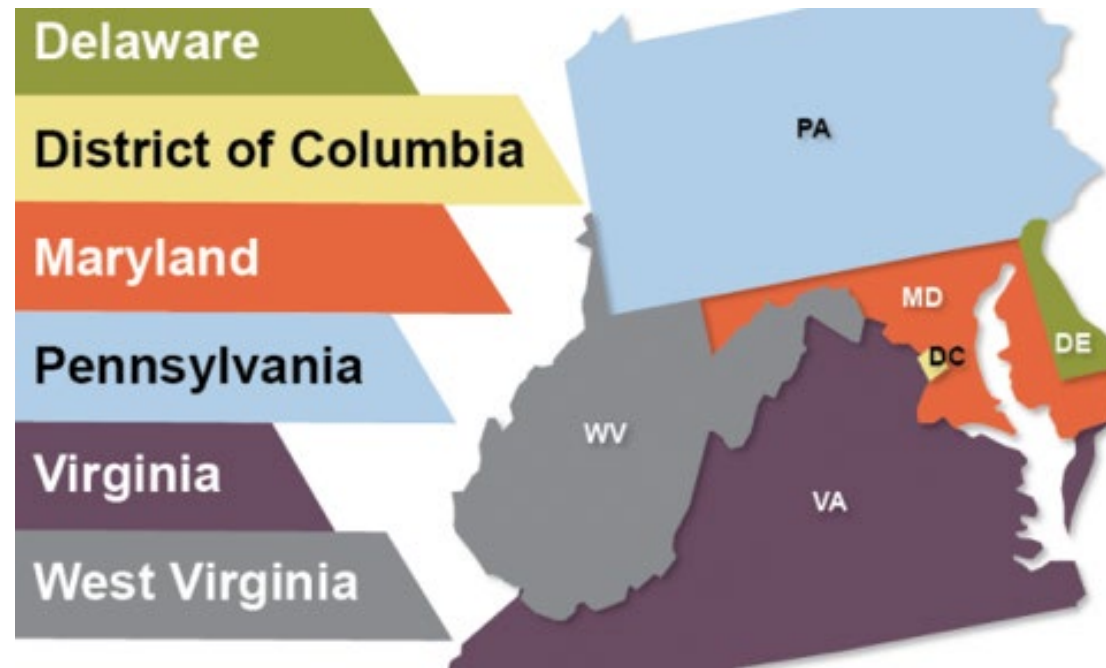 Delaware
District of Columbia
Maryland
Pennsylvania
Virginia
West Virginia
PA
MD
DC
DE
WV
VA